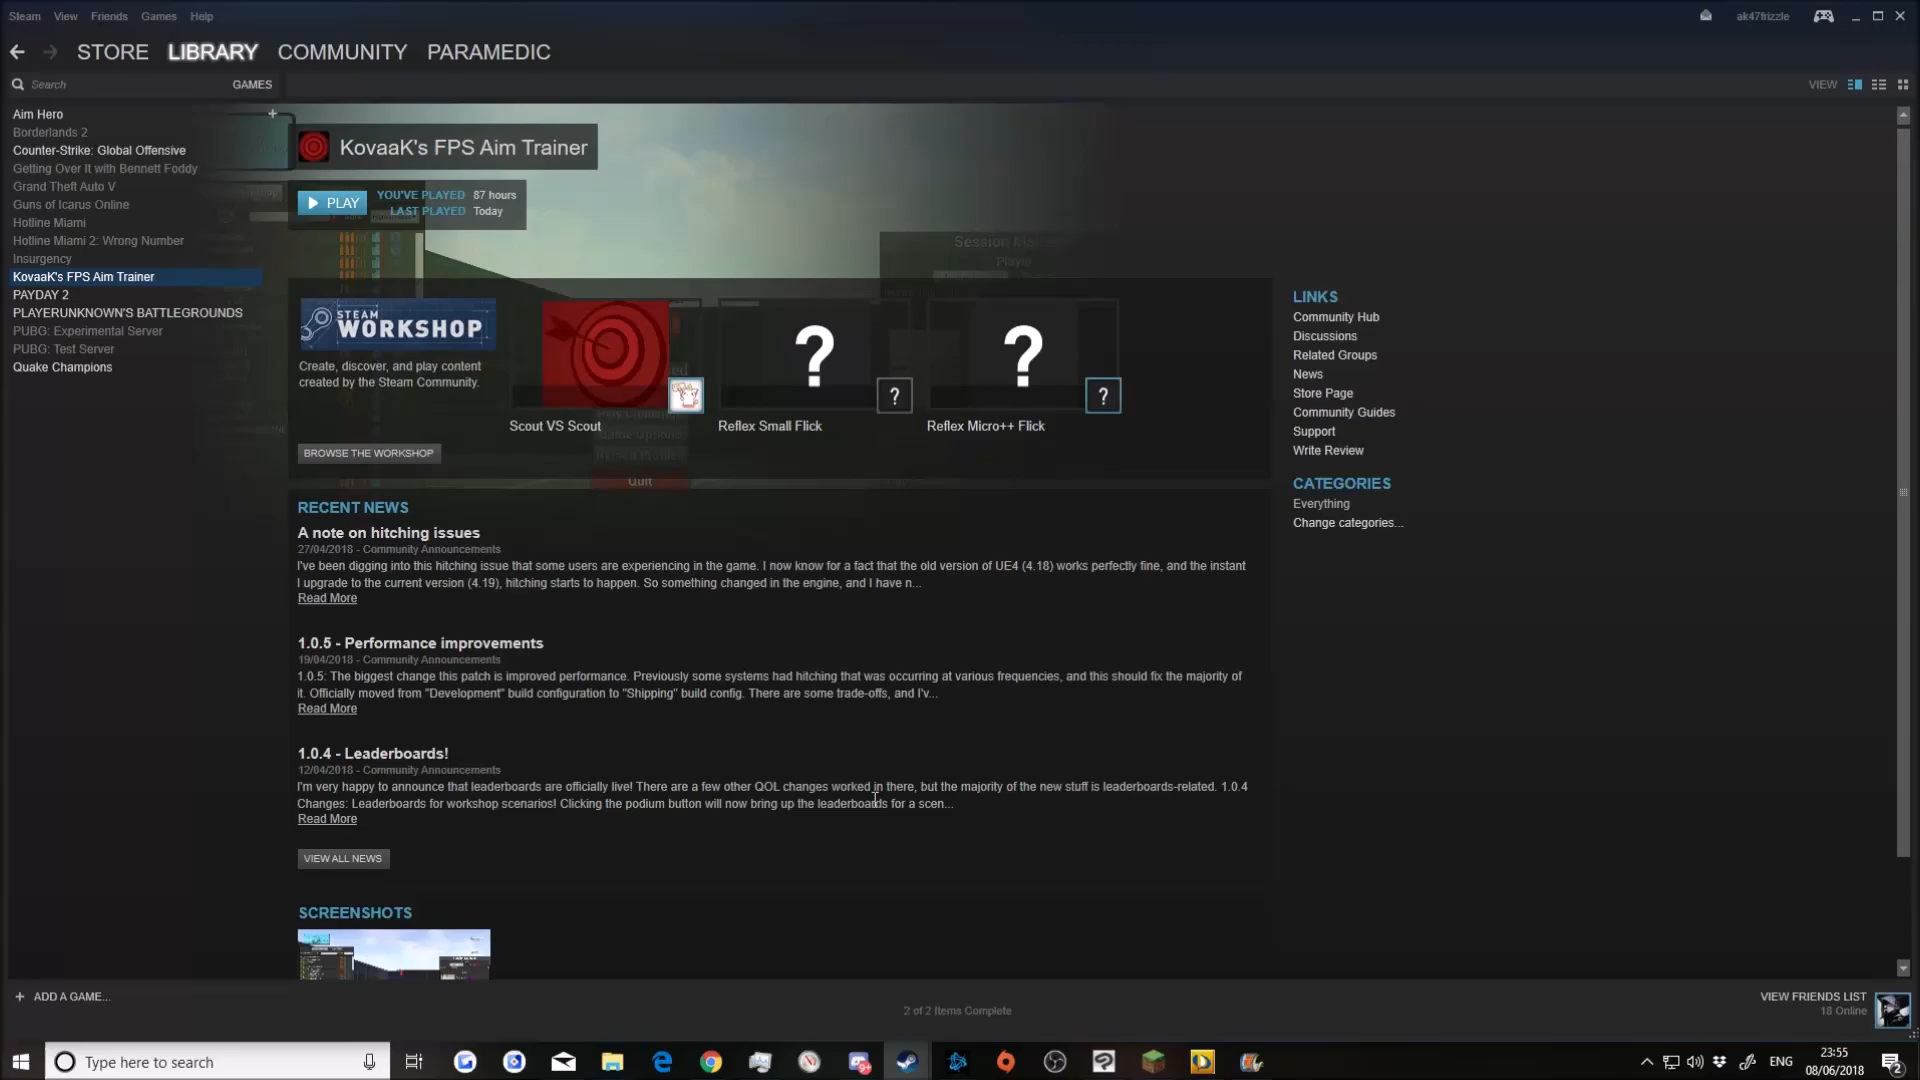 Steam View Friends Games Help
ak47frizzle
STORE LIBRARY COMMUNITY PARAMEDIC
Search GAMES
VIEW
Aim Hero
Borderlands 2
Counter-Strike: Global Offensive
Getting Over It with Bennett Foddy
Grand Theft Auto V
Guns of Icarus Online
Hotline Miami
Hotline Miami 2: Wrong Number
Insurgency
KovaaK's FPS Aim Trainer
PAYDAY 2
PLAYERUNKNOWN'S BATTLEGROUNDS
PUBG: Experimental Server
PUBG: Test Server
Quake Champions
KovaaK's FPS Aim Trainer
PLAY
YOU'VE PLAYED 87 hours
LAST PLAYED Today
STEAM WORKSHOP
Create, discover, and play content
created by the Steam Community.
BROWSE THE WORKSHOP
Scout VS Scout
? ?
Reflex Small Flick
? ?
Reflex Micro++ Flick
Quit
RECENT NEWS
A note on hitching issues
27/04/2018 - Community Announcements
I've been digging into this hitching issue that some users are experiencing in the game. I now know for a fact that the old version of UE4 (4.18) works perfectly fine, and the instant
I upgrade to the current version (4.19), hitching starts to happen. So something changed in the engine, and I have n...
Read More
1.0.5 - Performance improvements
19/04/2018 - Community Announcements
1.0.5: The biggest change this patch is improved performance. Previously some systems had hitching that was occurring at various frequencies, and this should fix the majority of
it. Officially moved from "Development" build configuration to "Shipping" build config. There are some trade-offs, and I'v...
Read More
1.0.4 - Leaderboards!
12/04/2018 - Community Announcements
I'm very happy to announce that leaderboards are officially live! There are a few other QOL changes worked in there, but the majority of the new stuff is leaderboards-related. 1.0.4
Changes: Leaderboards for workshop scenarios! Clicking the podium button will now bring up the leaderboards for a scen...
Read More
VIEW ALL NEWS
SCREENSHOTS
LINKS
Community Hub
Discussions
Related Groups
News
Store Page
Community Guides
Support
Write Review
CATEGORIES
Everything
Change categories...
+ ADD A GAME...
2 of 2 Items Complete
VIEW FRIENDS LIST
18 Online
Type here to search
9+
ENG
23:55
08/06/2018
2